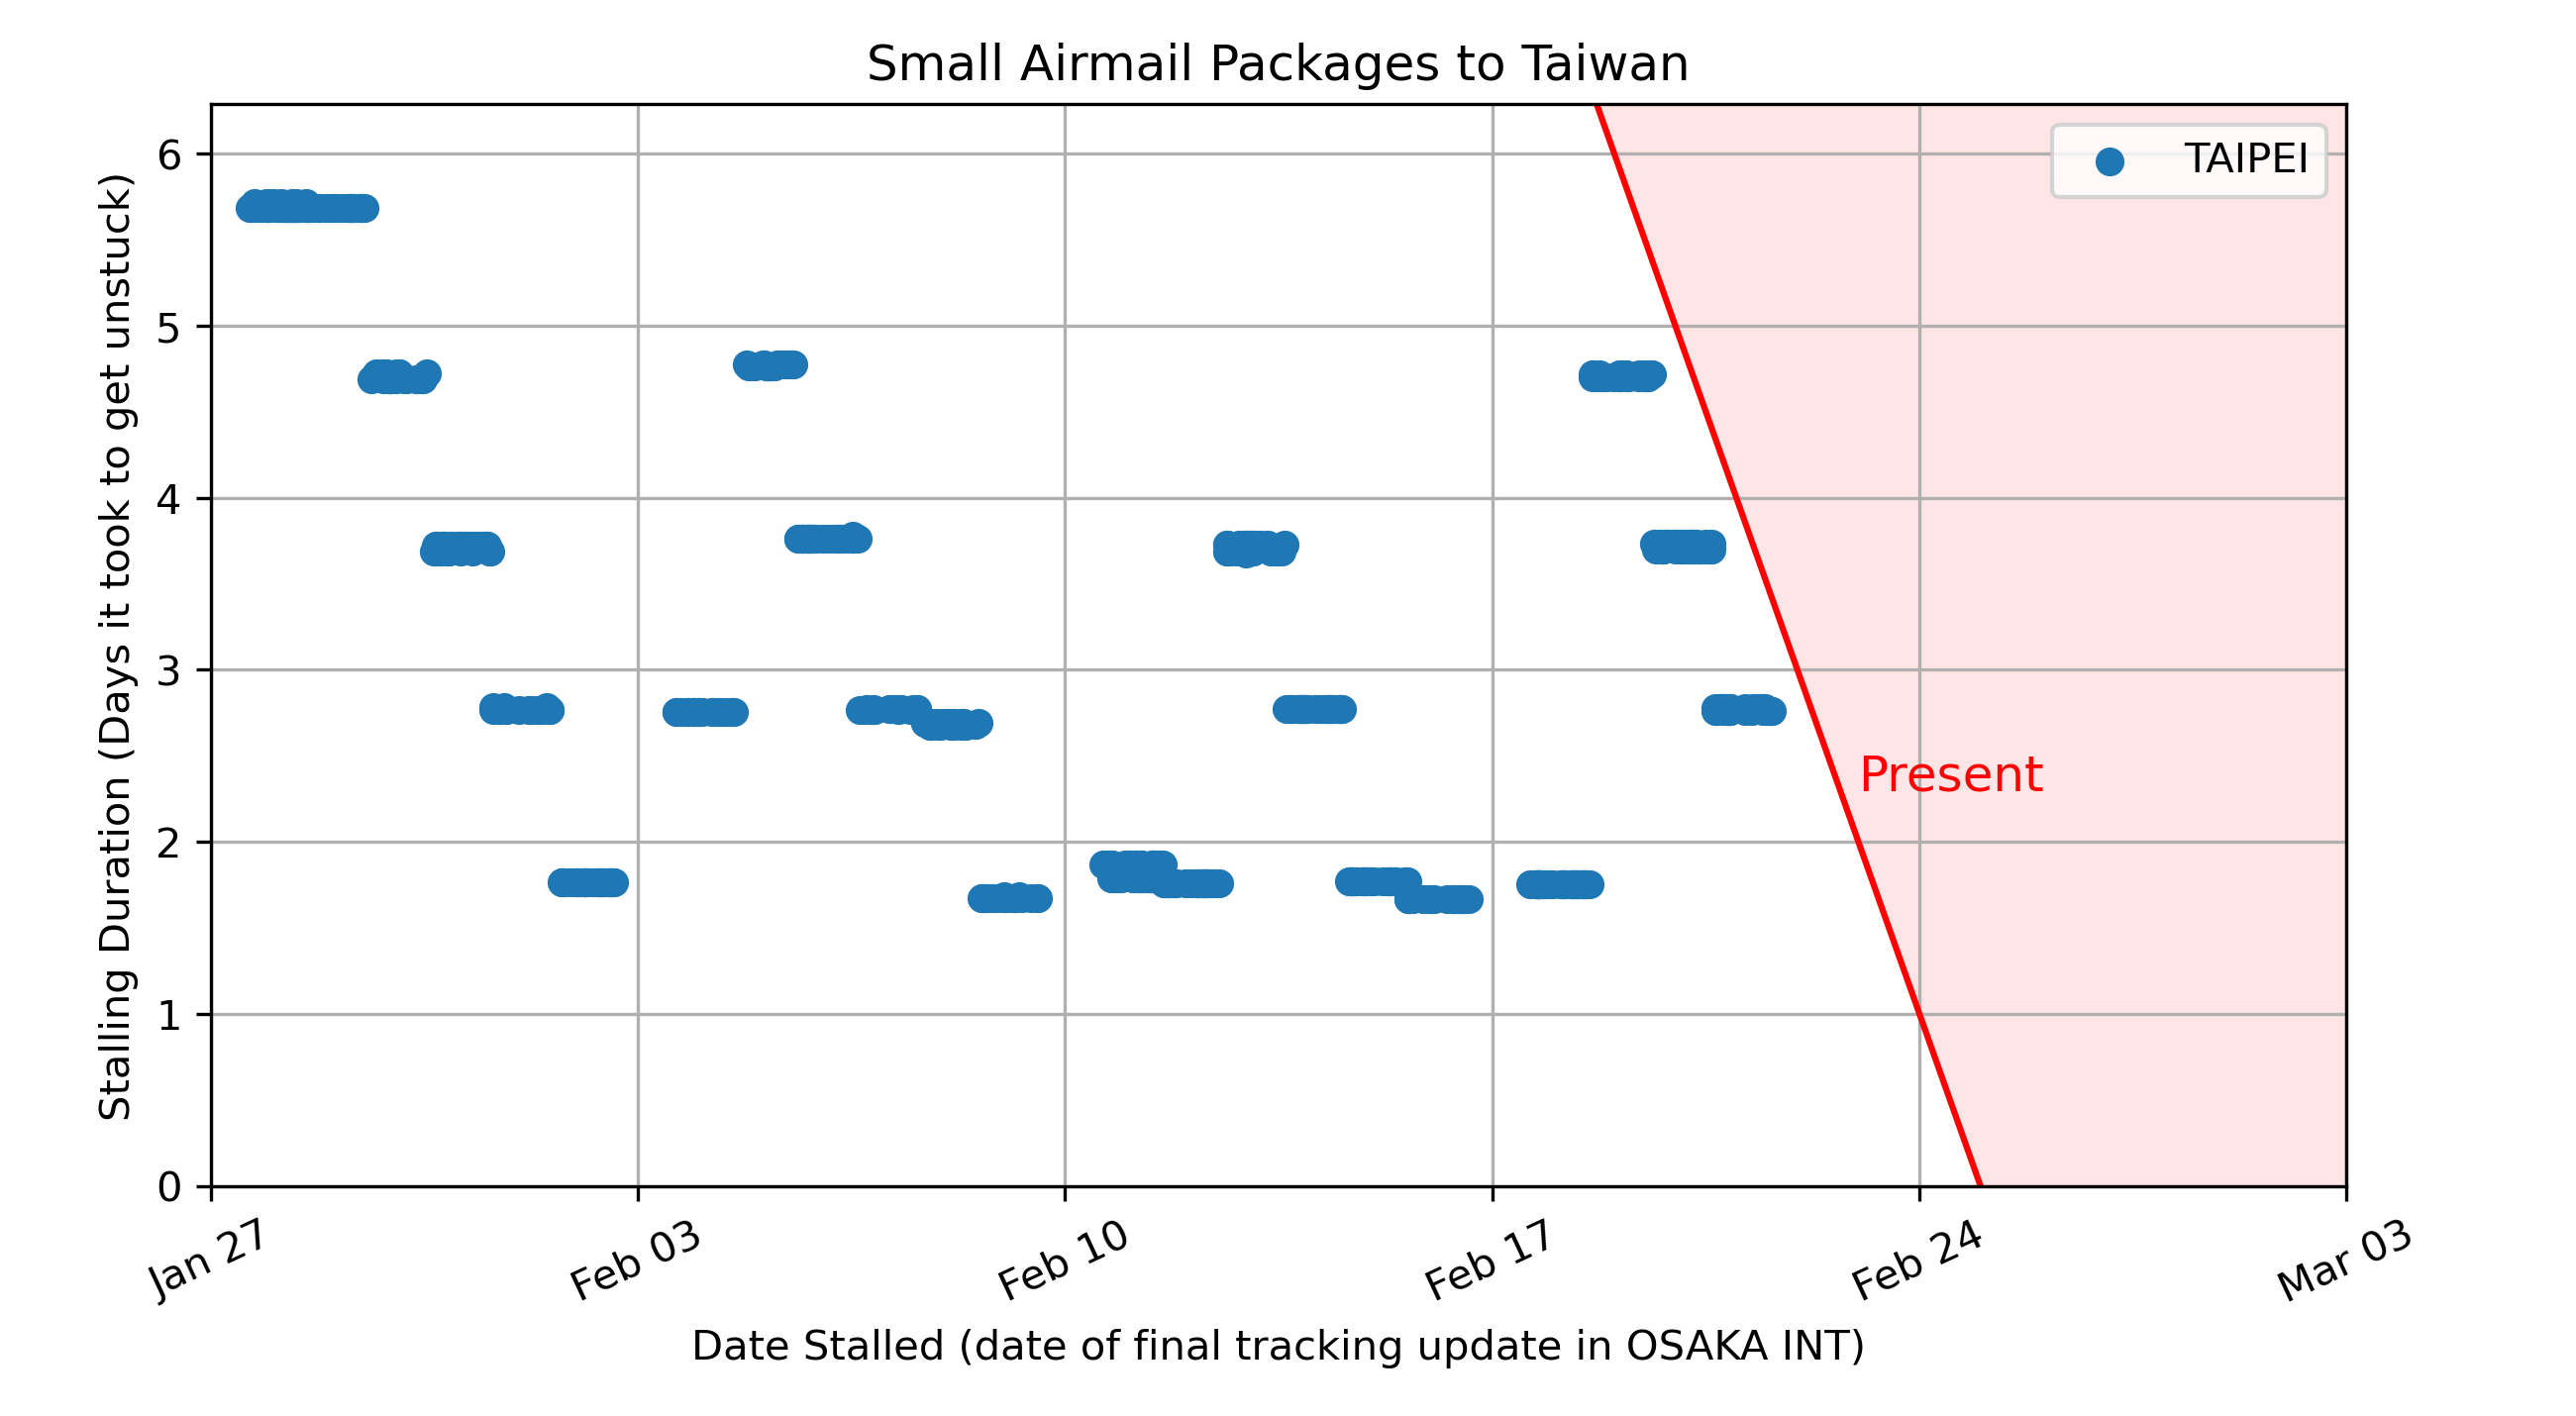 Small Airmail Packages to Taiwan
TAIPEI
Present
Stalling Duration (Days it took to get unstuck)
6
5
4
3
2
1
0
Jan 27
Feb 03
Feb 10
Feb 17
Feb 24
Mar 03
Date Stalled (date of final tracking update in OSAKA INT)